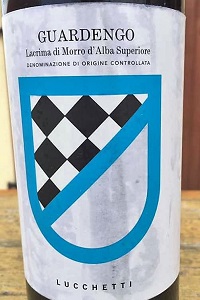 GUARDENGO
Lacrima di Morro d'Alba Superiore
DENOMINAZIONE DI ORIGINE CONTROLLATA
LUCCHETTI